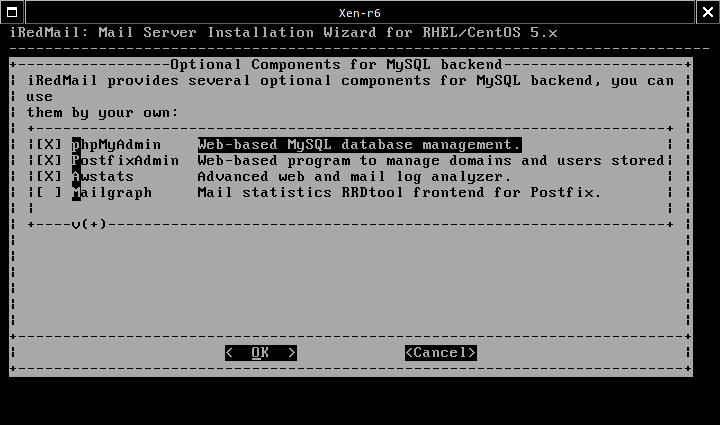 Xen-r6
iRedMail: Mail Server Installation Wizard for RHEL/CentOS 5.x
Optional Components for MySQL backend
iRedMail provides several optional components for MySQL backend, you can
use
them by your own:
[X] phpMyAdmin Web-based MySQL database management.
[X] PostfixAdmin Web-based program to manage domains and users stored
[X] Awstats Advanced web and mail log analyzer.
[ ] Mailgraph Mail statistics RRDtool frontend for Postfix.
v(+)
< OK > <Cancel>